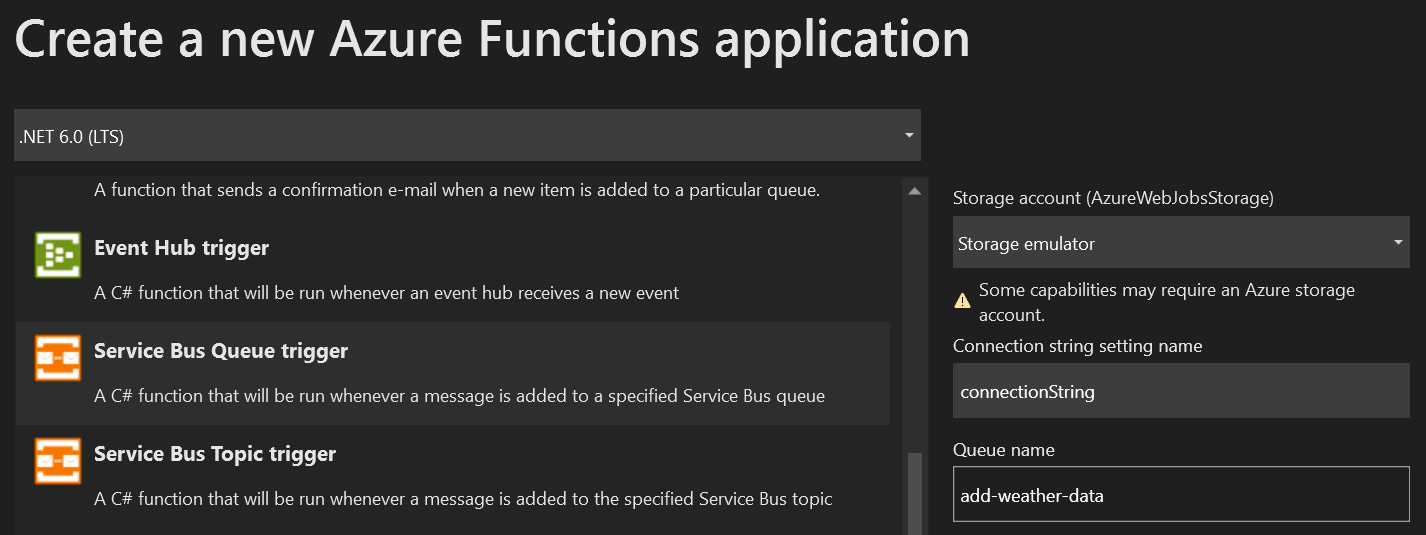 Create a new Azure Functions application
.NET 6.0 (LTS)
A function that sends a confirmation e-mail when a new item is added to a particular queue.
Event Hub trigger
A C# function that will be run whenever an event hub receives a new event
Service Bus Queue trigger
A C# function that will be run whenever a message is added to a specified Service Bus queue
Service Bus Topic trigger
A C# function that will be run whenever a message is added to the specified Service Bus topic
Storage account (AzureWebJobsStorage)
Storage emulator
Some capabilities may require an Azure storage
account.
Connection string setting name
connectionString
Queue name
add-weather-data